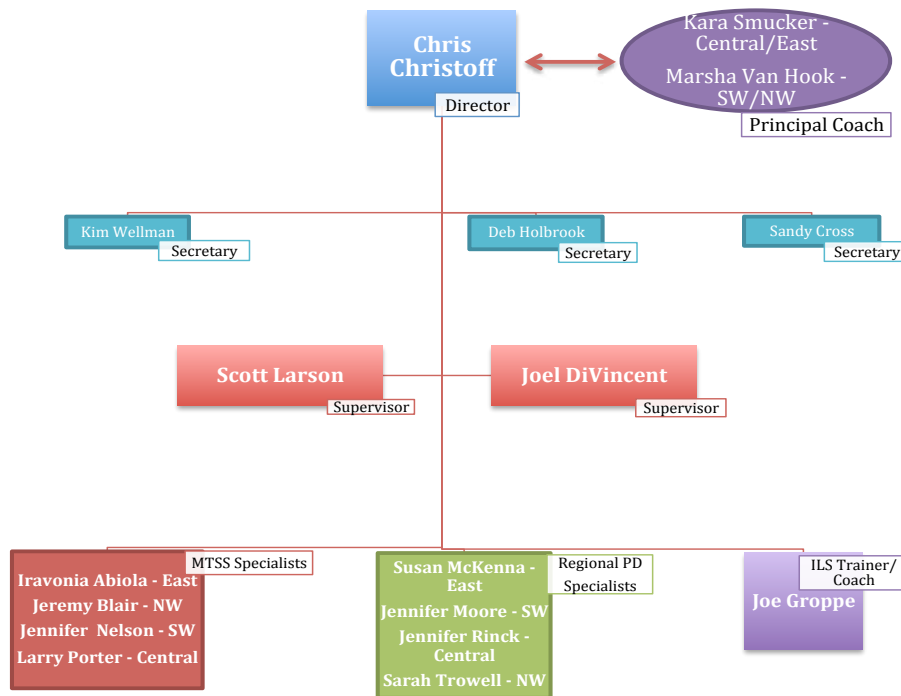 Chris
Christoff
Director
Kara Smucker -
Central/East
Marsha Van Hook -
SW/NW
Principal Coach
Kim Wellman
Secretary
Deb Holbrook
Secretary
Sandy Cross
Secretary
Scott Larson
Supervisor
Joel DiVincent
Supervisor
MTSS Specialists
Iravonia Abiola - East
Jeremy Blair - NW
Jennifer Nelson - SW
Larry Porter - Central
Regional PD
Specialists
Susan McKenna -
East
Jennifer Moore - SW
Jennifer Rinck -
Central
Sarah Trowell - NW
ILS Trainer/
Coach
Joe Groppe